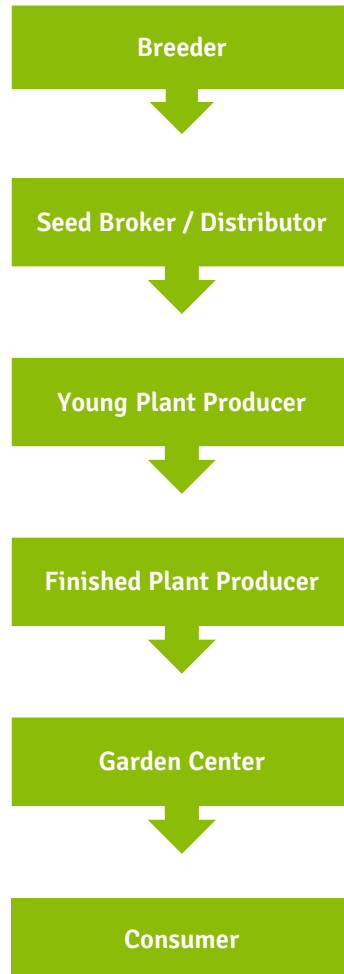 Breeder
Seed Broker / Distributor
Young Plant Producer
Finished Plant Producer
Garden Center
Consumer